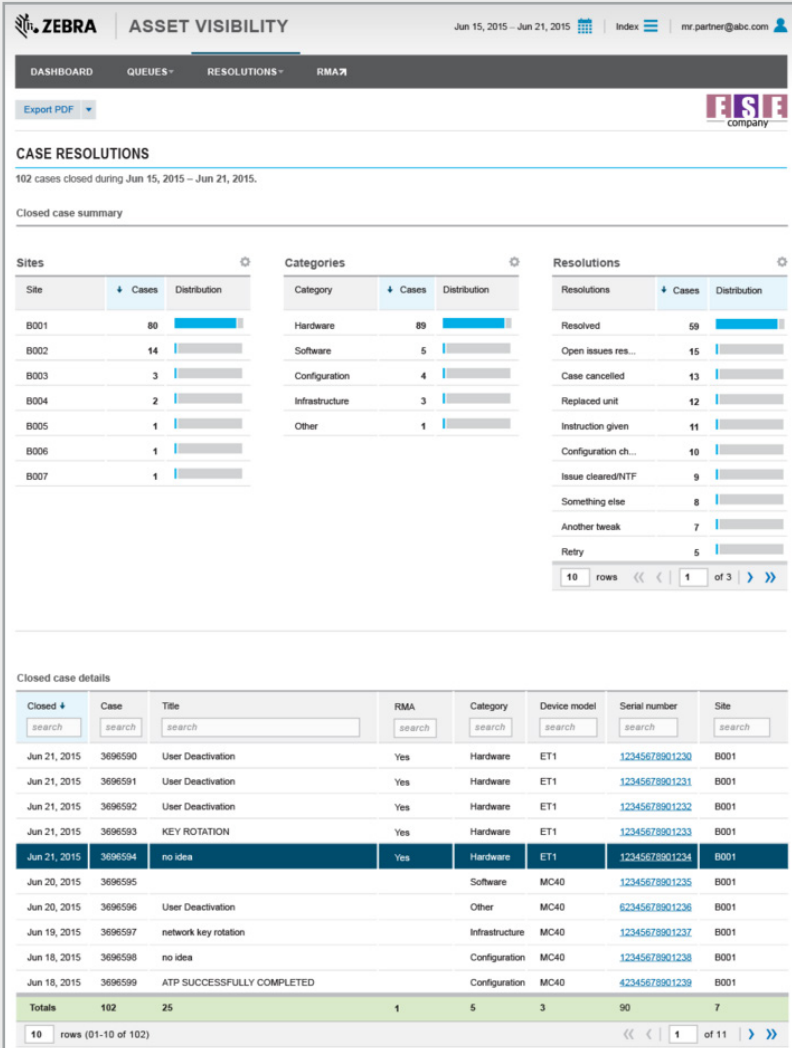 ZEBRA ASSET VISIBILITY Jun 15, 2015 – Jun 21, 2015 Index mr.partner@abc.com
DASHBOARD QUEUES RESOLUTIONS RMA
Export PDF
ESE company
CASE RESOLUTIONS
102 cases closed during Jun 15, 2015 – Jun 21, 2015.
Closed case summary
Sites
Site Cases Distribution
B001 80
B002 14
B003 3
B004 2
B005 1
B006 1
B007 1
Categories
Category Cases Distribution
Hardware 89
Software 5
Configuration 4
Infrastructure 3
Other 1
Resolutions
Resolutions Cases Distribution
Resolved 59
Open issues res... 15
Case cancelled 13
Replaced unit 12
Instruction given 11
Configuration ch... 10
Issue cleared/NTF 9
Something else 8
Another tweak 7
Retry 5
10 rows 1 of 3
Closed case details
Closed Case Title RMA Category Device model Serial number Site
search search search search search search search search
Jun 21, 2015 3696590 User Deactivation Yes Hardware ET1 12345678901230 B001
Jun 21, 2015 3696591 User Deactivation Yes Hardware ET1 12345678901231 B001
Jun 21, 2015 3696592 User Deactivation Yes Hardware ET1 12345678901232 B001
Jun 21, 2015 3696593 KEY ROTATION Yes Hardware ET1 12345678901233 B001
Jun 21, 2015 3696594 no idea Yes Hardware ET1 12345678901234 B001
Jun 20, 2015 3696595 Software MC40 12345678901235 B001
Jun 20, 2015 3696596 User Deactivation Other MC40 62345678901236 B001
Jun 19, 2015 3696597 network key rotation Infrastructure MC40 12345678901237 B001
Jun 18, 2015 3696598 no idea Configuration MC40 12345678901238 B001
Jun 18, 2015 3696599 ATP SUCCESSFULLY COMPLETED Configuration MC40 42345678901239 B001
Totals 102 25 1 5 3 90 7
10 rows (01-10 of 102) 1 of 11